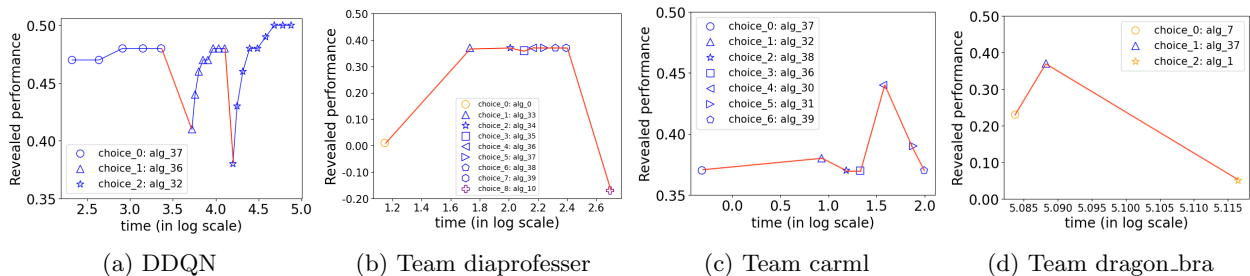 0.50
0.45
0.40
0.35
Revealed performance
choice_0: alg_37
choice_1: alg_36
choice_2: alg_32
2.5 3.0 3.5 4.0 4.5 5.0
time (in log scale)
(a) DDQN
0.60
0.40
0.20
0.00
-0.10
-0.20
Revealed performance
choice_0: alg_0
choice_1: alg_33
choice_2: alg_34
choice_3: alg_35
choice_4: alg_36
choice_5: alg_37
choice_6: alg_38
choice_7: alg_39
choice_8: alg_10
1.2 1.4 1.6 1.8 2.0 2.2 2.4 2.6
time (in log scale)
(b) Team diaprofesser
0.50
0.45
0.40
0.35
Revealed performance
choice_0: alg_37
choice_1: alg_32
choice_2: alg_38
choice_3: alg_36
choice_4: alg_30
choice_5: alg_31
choice_6: alg_39
0.0 0.5 1.0 1.5 2.0
time (in log scale)
(c) Team carml
0.50
0.40
0.30
0.20
0.10
0.00
Revealed performance
choice_0: alg_7
choice_1: alg_37
choice_2: alg_1
5.085 5.090 5.095 5.100 5.105 5.110 5.115
time (in log scale)
(d) Team dragon_bra